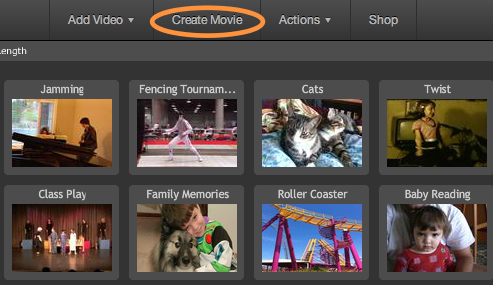 Add Video ▼ Create Movie Actions ▼ Shop
Length
Jamming Fencing Tournam... Cats Twist
Class Play Family Memories Roller Coaster Baby Reading